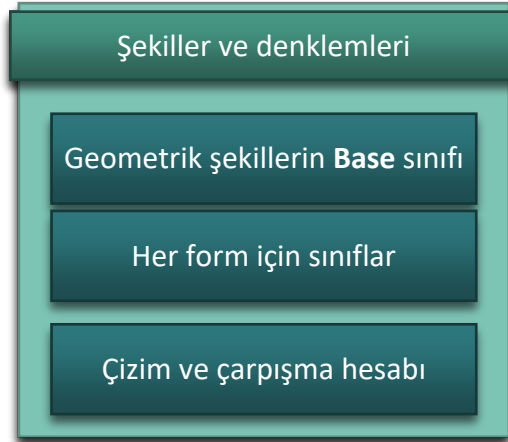 Şekiller ve denklemleri
Geometrik şekillerin Base sınıfı
Her form için sınıflar
Çizim ve çarpışma hesabı